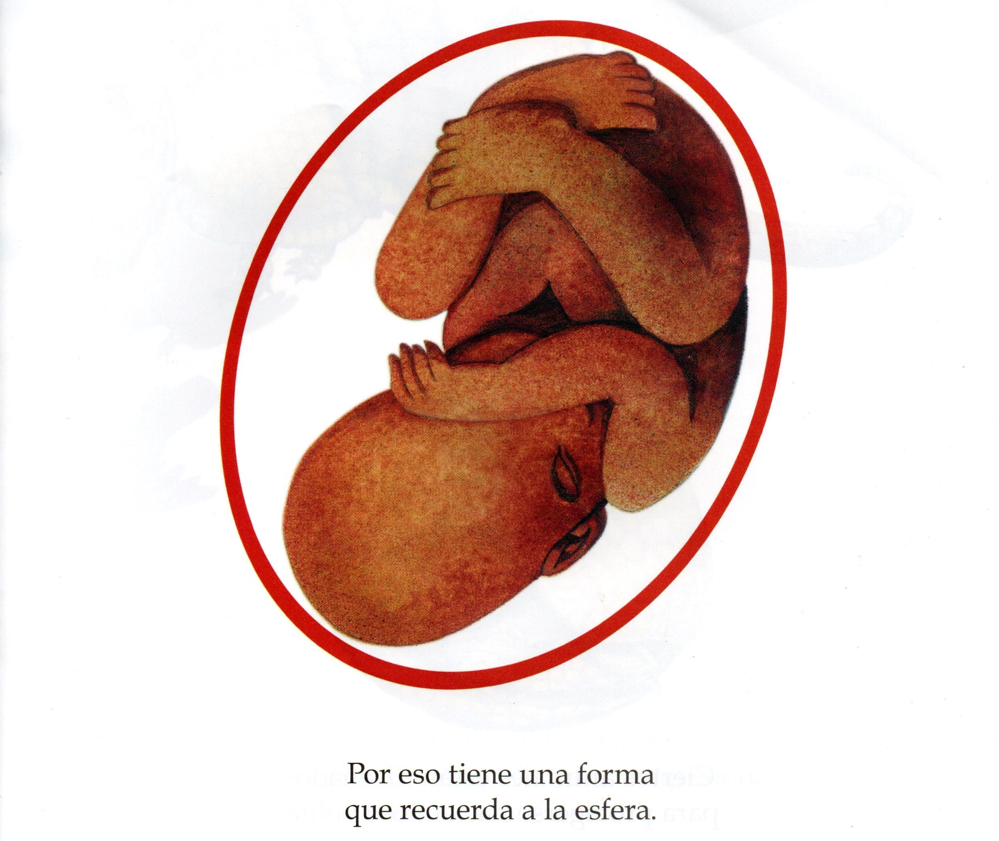 Por eso tiene una forma
que recuerda a la esfera.